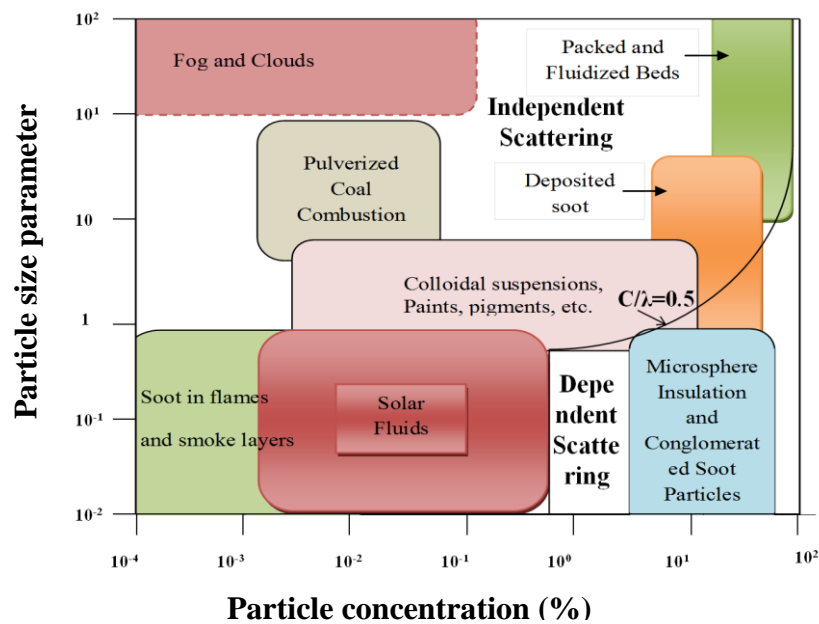 10²
Fog and Clouds
Packed and
Fluidized Beds
10¹
Independent
Scattering
Pulverized
Coal
Combustion
Deposited
soot
10
Colloidal suspensions,
Paints, pigments, etc.
C/λ=0.5
1
Soot in flames
and smoke layers
Solar
Fluids
Depe
ndent
Scatte
ring
Microsphere
Insulation
and
Conglomerat
ed Soot
Particles
10⁻¹
10⁻²
Particle size parameter
10⁻⁴ 10⁻³ 10⁻² 10⁻¹ 10⁰ 10¹ 10²
Particle concentration (%)